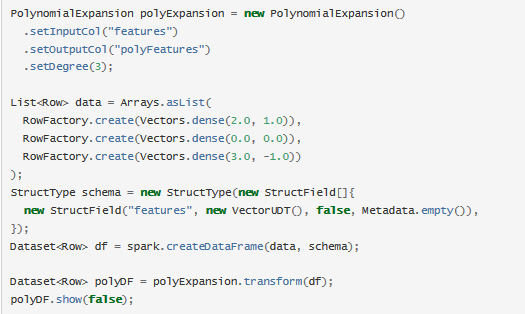 PolynomialExpansion polyExpansion = new PolynomialExpansion()
  .setInputCol("features")
  .setOutputCol("polyFeatures")
  .setDegree(3);

List<Row> data = Arrays.asList(
  RowFactory.create(Vectors.dense(2.0, 1.0)),
  RowFactory.create(Vectors.dense(0.0, 0.0)),
  RowFactory.create(Vectors.dense(3.0, -1.0))
);
StructType schema = new StructType(new StructField[]{
  new StructField("features", new VectorUDT(), false, Metadata.empty()),
});
Dataset<Row> df = spark.createDataFrame(data, schema);

Dataset<Row> polyDF = polyExpansion.transform(df);
polyDF.show(false);